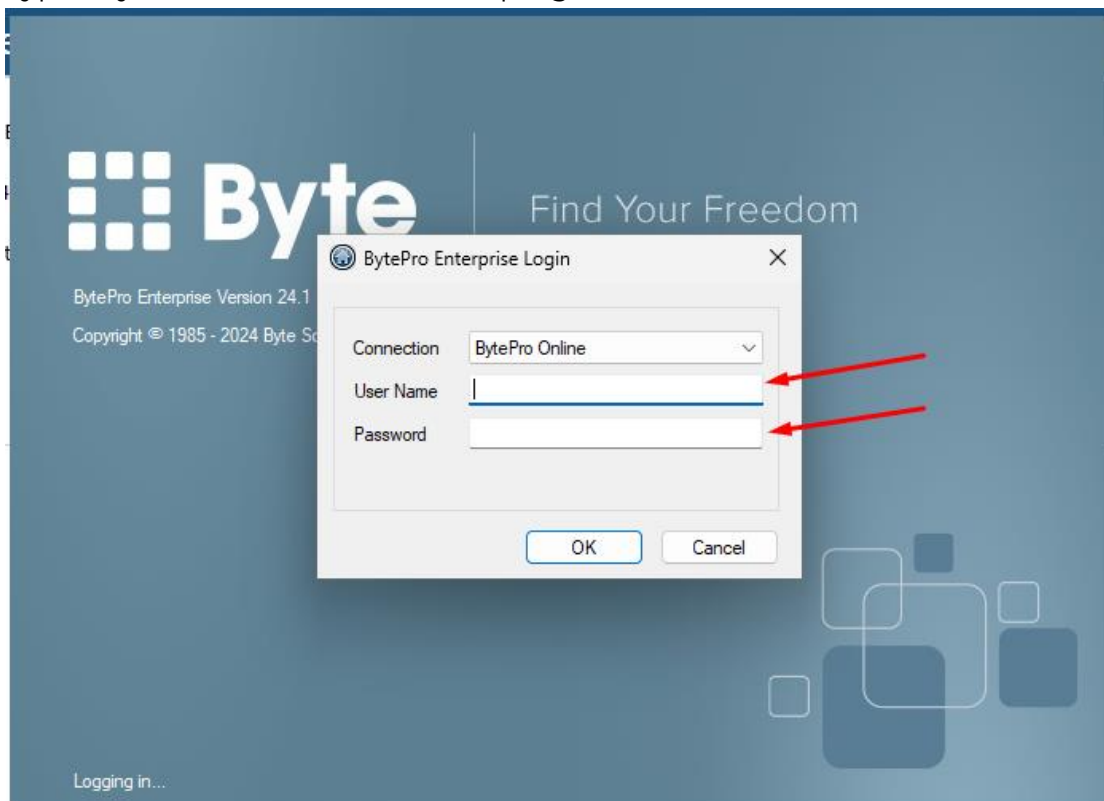 Byte
Find Your Freedom
BytePro Enterprise Login
BytePro Enterprise Version 24.1
Copyright © 1985 - 2024 Byte
Connection BytePro Online
User Name
Password
OK Cancel
Logging in...